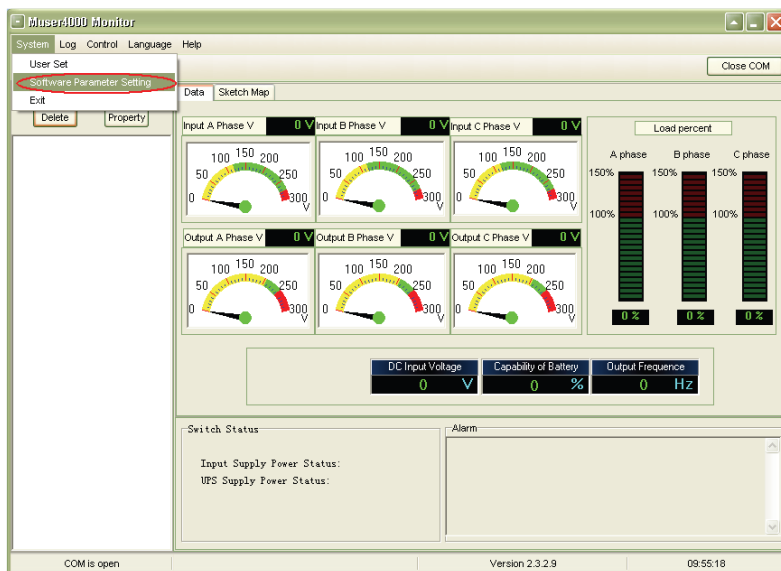 Muser4000 Monitor
System Log Control Language Help
User Set
Software Parameter Setting
Exit
Close COM
Delete Property
Data Sketch Map
Input A Phase V 0 V Input B Phase V 0 V Input C Phase V 0 V
0 50 100 150 200 250 300 V
0 50 100 150 200 250 300 V
0 50 100 150 200 250 300 V
Output A Phase V 0 V Output B Phase V 0 V Output C Phase V 0 V
0 50 100 150 200 250 300 V
0 50 100 150 200 250 300 V
0 50 100 150 200 250 300 V
Load percent
A phase B phase C phase
150% 150% 150%
100% 100% 100%
0 % 0 % 0 %
DC Input Voltage Capability of Battery Output Frequence
0 V 0 % 0 Hz
Switch Status
Input Supply Power Status:
UPS Supply Power Status:
Alarm
COM is open Version 2.3.2.9 09:55:18